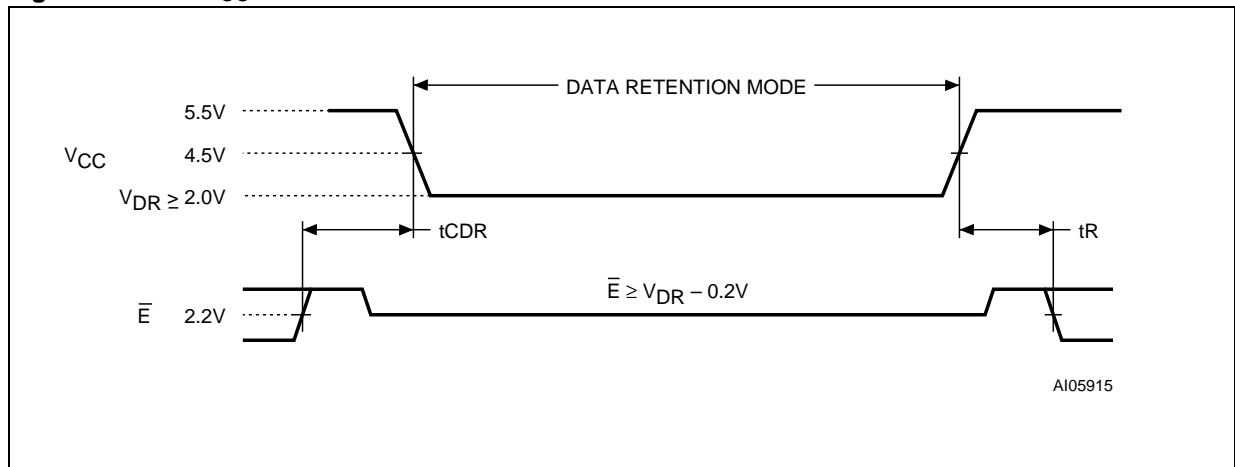 DATA RETENTION MODE
5.5V
VCC 4.5V
VDR ≥ 2.0V
tCDR
tR
E̅ ≥ VDR – 0.2V
E̅ 2.2V
AI05915